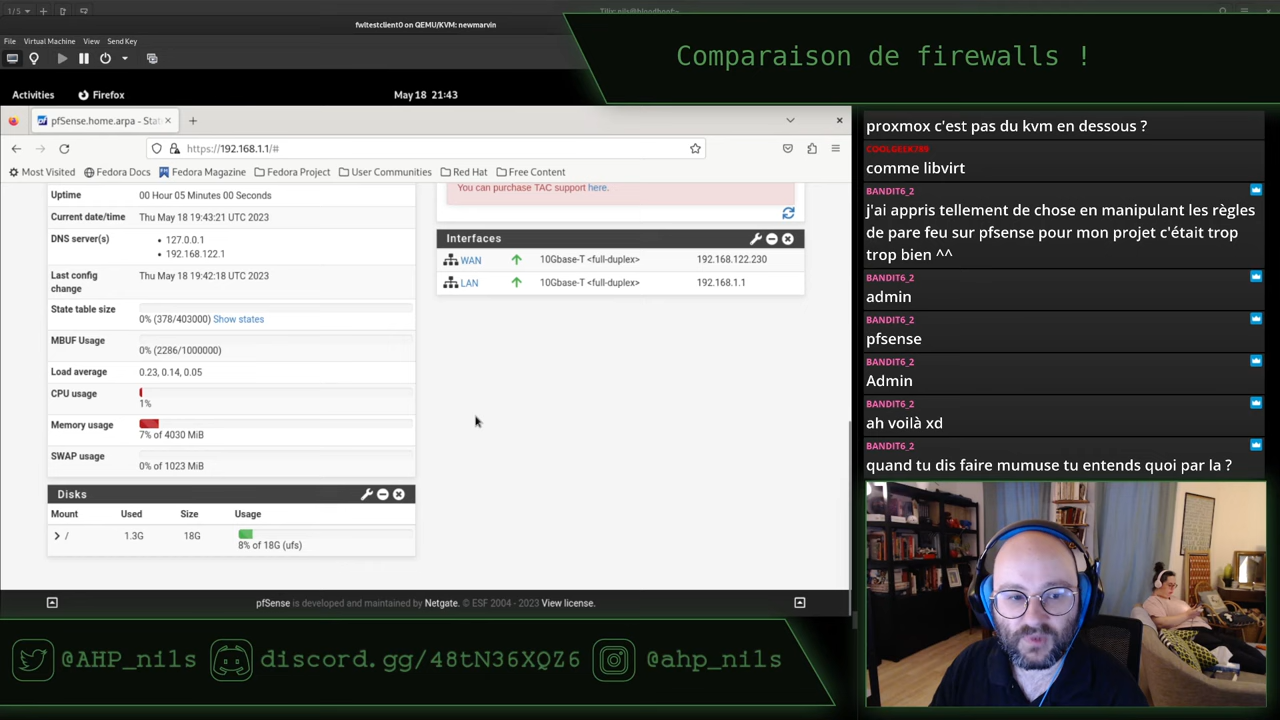 1/5
Tilix: nils@bloodhoof:~
fwltestclient0 on QEMU/KVM: newmarvin
File Virtual Machine View Send Key
Comparaison de firewalls !
Activities Firefox May 18 21:43
pfSense.home.arpa - Stat
https://192.168.1.1/#
Most Visited Fedora Docs Fedora Magazine Fedora Project User Communities Red Hat Free Content
Uptime 00 Hour 05 Minutes 00 Seconds
Current date/time Thu May 18 19:43:21 UTC 2023
DNS server(s)
• 127.0.0.1
• 192.168.122.1
Last config change Thu May 18 19:42:18 UTC 2023
State table size
0% (378/403000) Show states
MBUF Usage
0% (2286/1000000)
Load average 0.23, 0.14, 0.05
CPU usage
1%
Memory usage
7% of 4030 MiB
SWAP usage
0% of 1023 MiB
Disks
Mount Used Size Usage
/ 1.3G 18G
8% of 18G (ufs)
You can purchase TAC support here.
Interfaces
WAN 10Gbase-T <full-duplex> 192.168.122.230
LAN 10Gbase-T <full-duplex> 192.168.1.1
pfSense is developed and maintained by Netgate. © ESF 2004 - 2023 View license.
proxmox c'est pas du kvm en dessous ?
COOLGEEK789
comme libvirt
BANDIT6_2
j'ai appris tellement de chose en manipulant les règles
de pare feu sur pfsense pour mon projet c'était trop
trop bien ^^
BANDIT6_2
admin
BANDIT6_2
pfsense
BANDIT6_2
Admin
BANDIT6_2
ah voilà xd
BANDIT6_2
quand tu dis faire mumuse tu entends quoi par la ?
@AHP_nils discord.gg/48tN36XQZ6 @ahp_nils